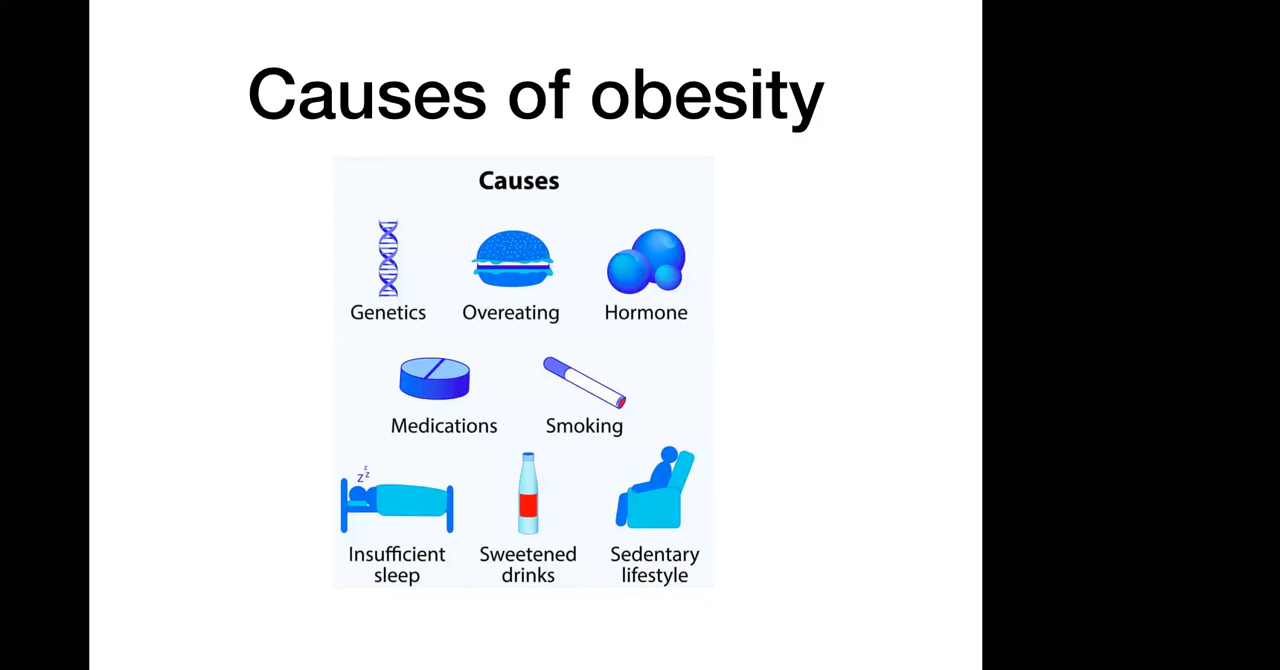 Causes of obesity
Causes
Genetics Overeating Hormone
Medications Smoking
z z z
Insufficient Sweetened Sedentary
sleep drinks lifestyle